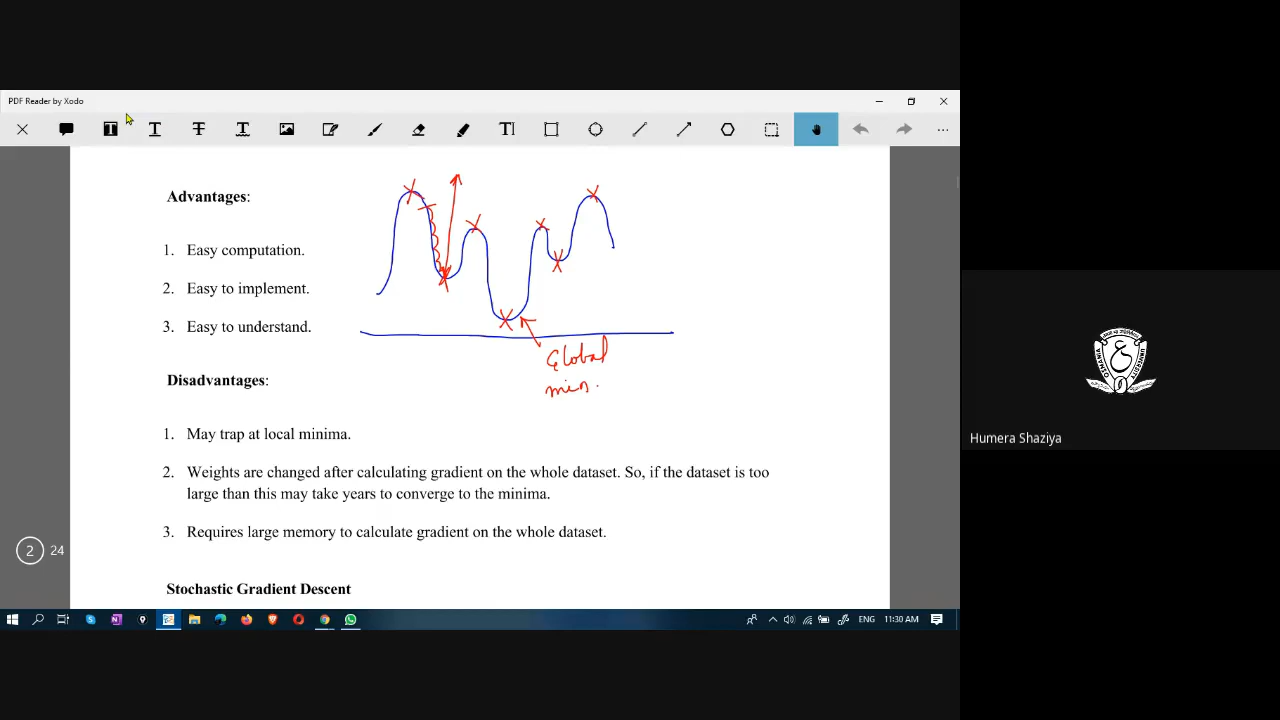 PDF Reader by Xodo
Advantages:
1. Easy computation.
2. Easy to implement.
3. Easy to understand.
Global
min.
Disadvantages:
1. May trap at local minima.
2. Weights are changed after calculating gradient on the whole dataset. So, if the dataset is too
large than this may take years to converge to the minima.
3. Requires large memory to calculate gradient on the whole dataset.
Stochastic Gradient Descent
2 24
Humera Shaziya
ENG 11:30 AM